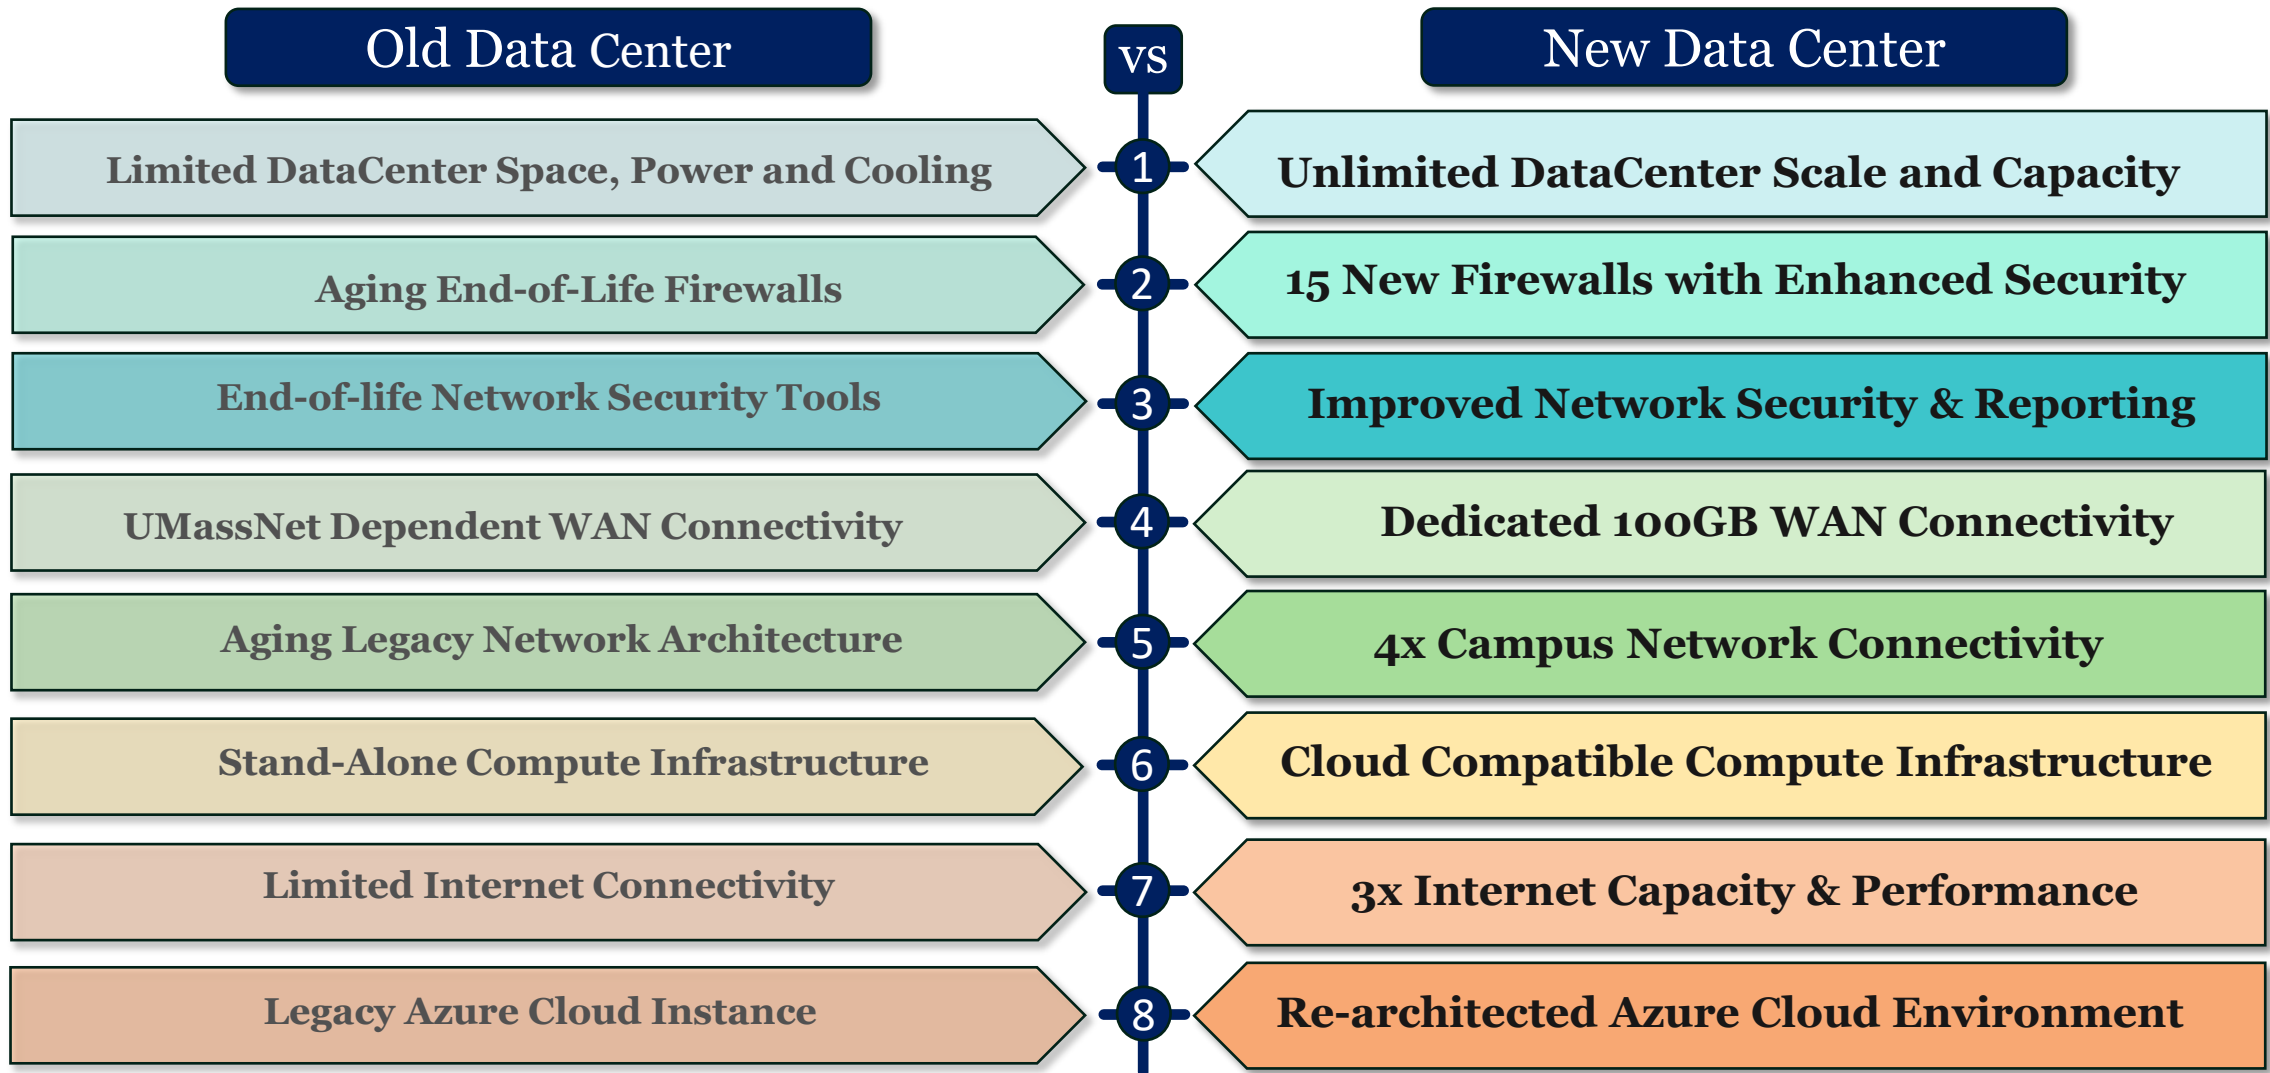 Old Data Center
vs
New Data Center
Limited DataCenter Space, Power and Cooling
1
Unlimited DataCenter Scale and Capacity
Aging End-of-Life Firewalls
2
15 New Firewalls with Enhanced Security
End-of-life Network Security Tools
3
Improved Network Security & Reporting
UMassNet Dependent WAN Connectivity
4
Dedicated 100GB WAN Connectivity
Aging Legacy Network Architecture
5
4x Campus Network Connectivity
Stand-Alone Compute Infrastructure
6
Cloud Compatible Compute Infrastructure
Limited Internet Connectivity
7
3x Internet Capacity & Performance
Legacy Azure Cloud Instance
8
Re-architected Azure Cloud Environment